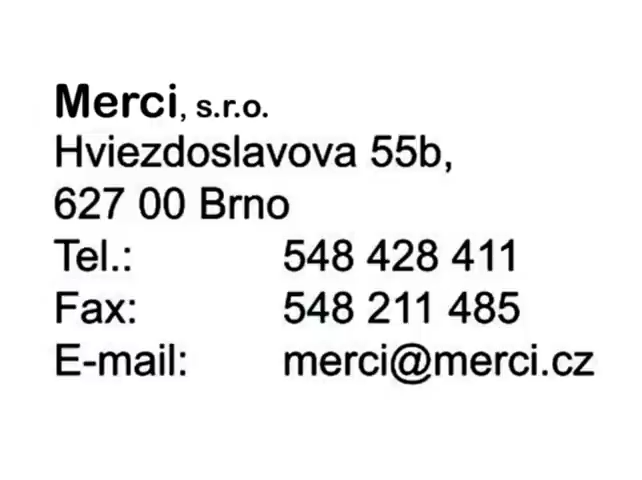 Merci, s.r.o.
Hviezdoslavova 55b,
627 00 Brno
Tel.: 548 428 411
Fax: 548 211 485
E-mail: merci@merci.cz